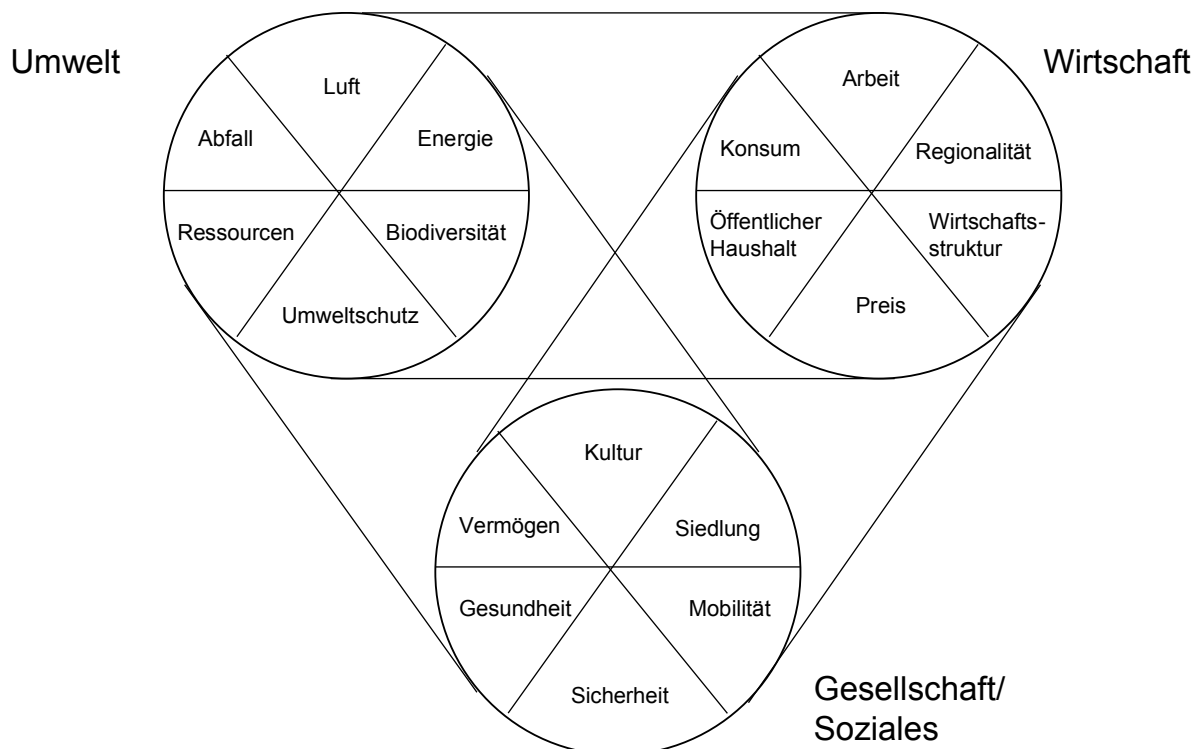 Umwelt
Luft
Abfall
Energie
Ressourcen
Biodiversität
Umweltschutz
Wirtschaft
Arbeit
Konsum
Regionalität
Öffentlicher
Haushalt
Wirtschafts-
struktur
Preis
Kultur
Vermögen
Siedlung
Gesundheit
Mobilität
Sicherheit
Gesellschaft/
Soziales